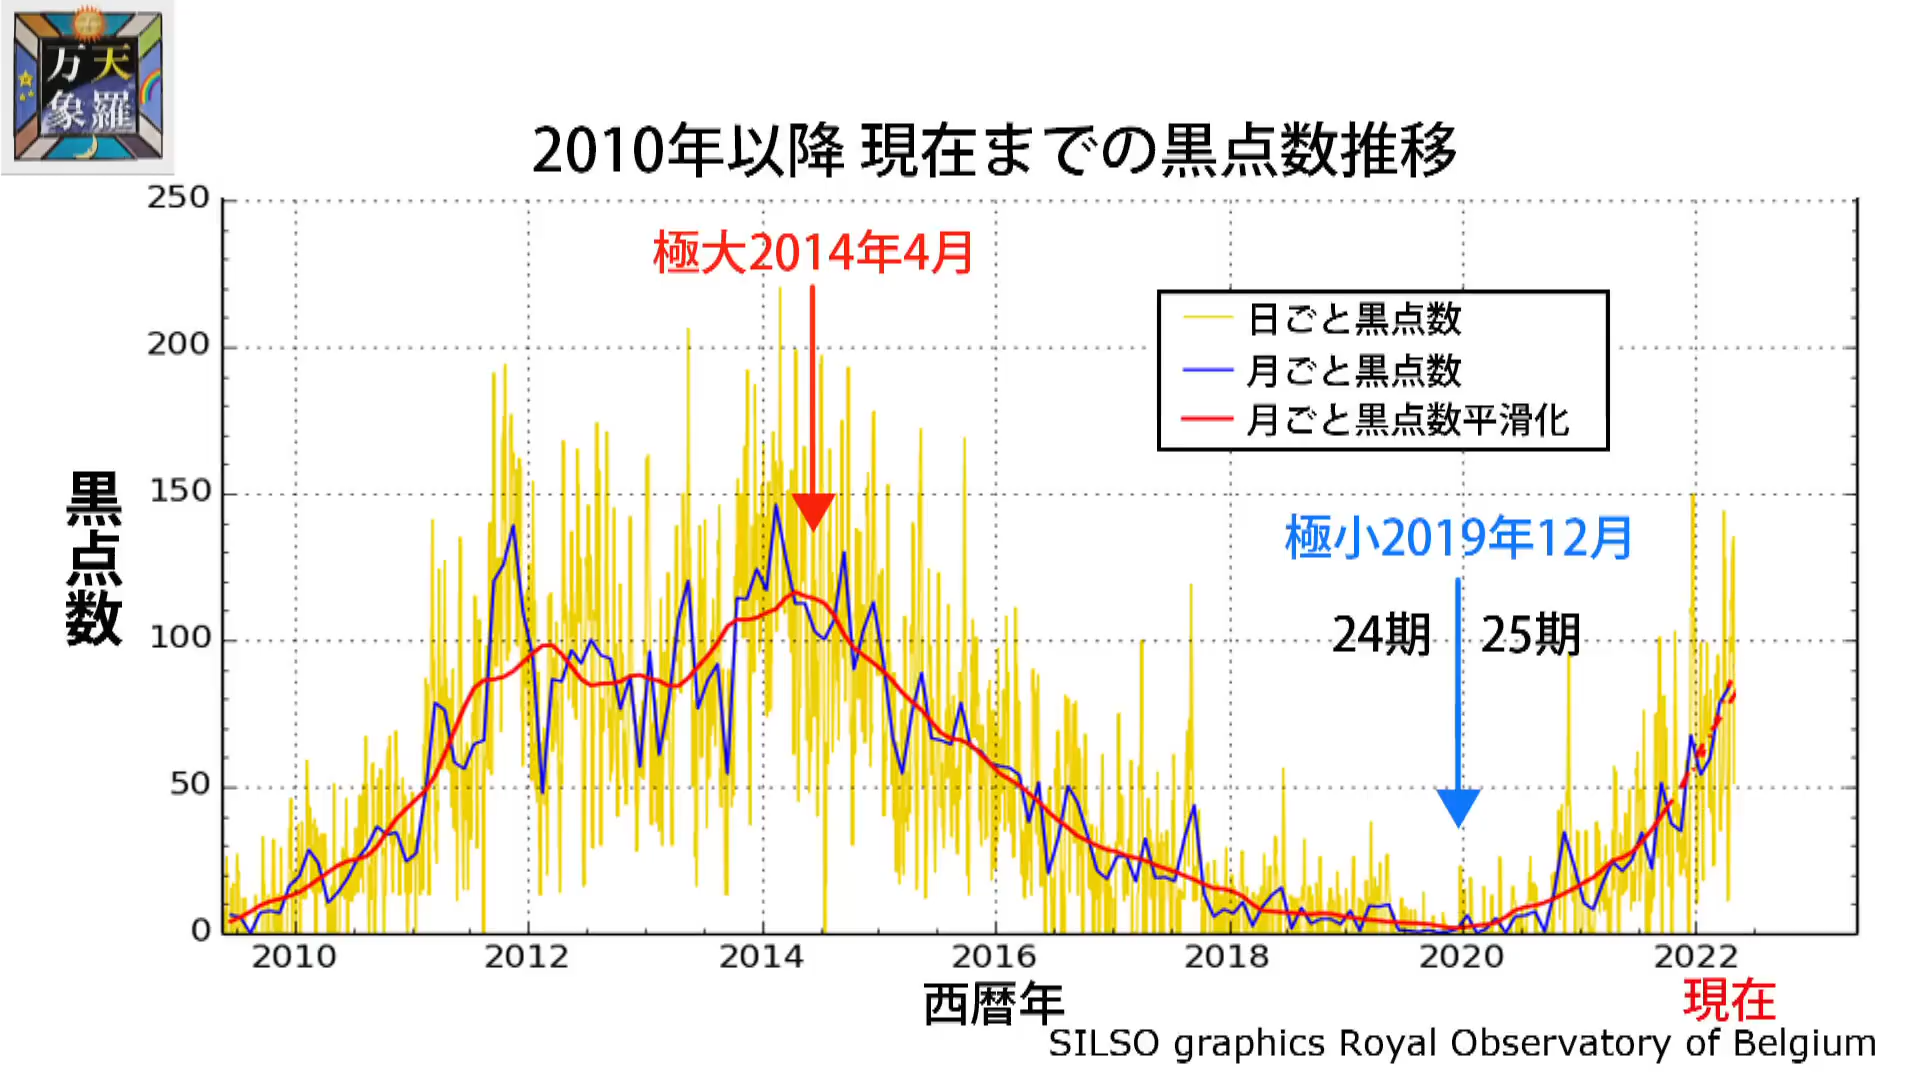 天羅
万象
2010年以降 現在までの黒点数推移
250
200
150
100
50
0
黒点数
極大2014年4月
日ごと黒点数
月ごと黒点数
月ごと黒点数平滑化
極小2019年12月
24期 25期
2010 2012 2014 2016 2018 2020 2022
西暦年
現在
SILSO graphics Royal Observatory of Belgium